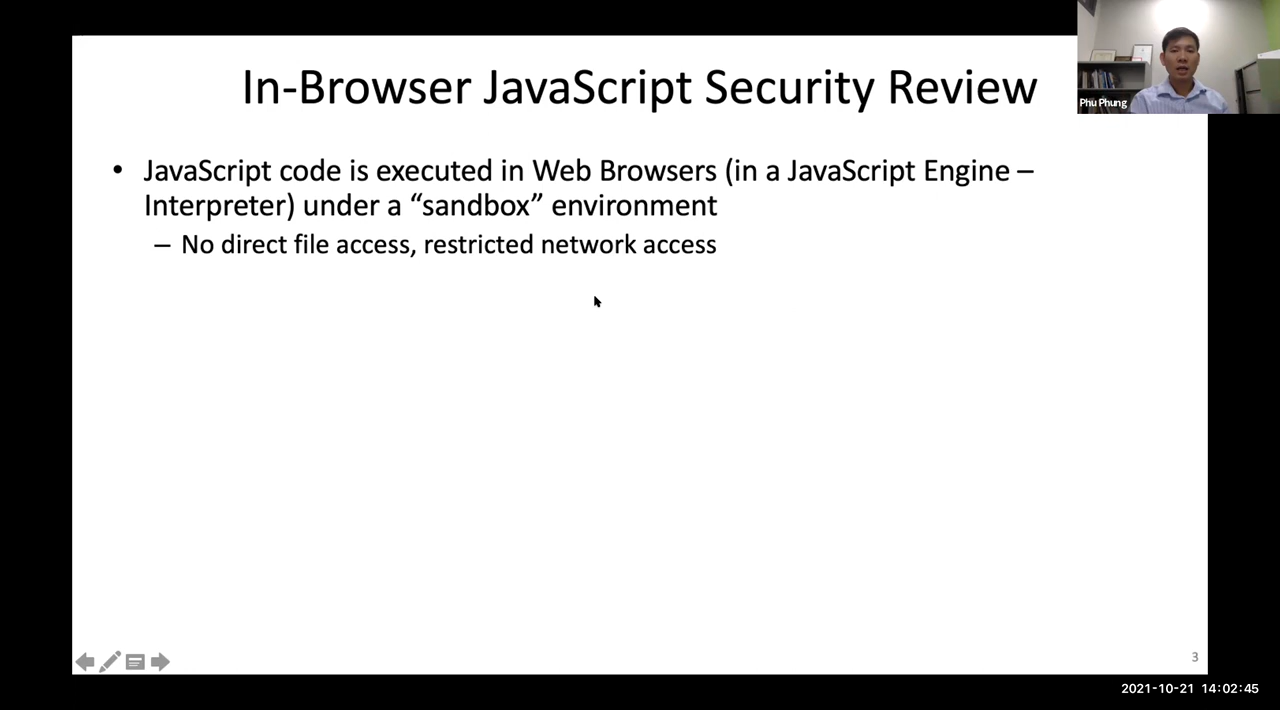 In-Browser JavaScript Security Review
Phu Phung
• JavaScript code is executed in Web Browsers (in a JavaScript Engine –
Interpreter) under a “sandbox” environment
– No direct file access, restricted network access
3
2021-10-21 14:02:45